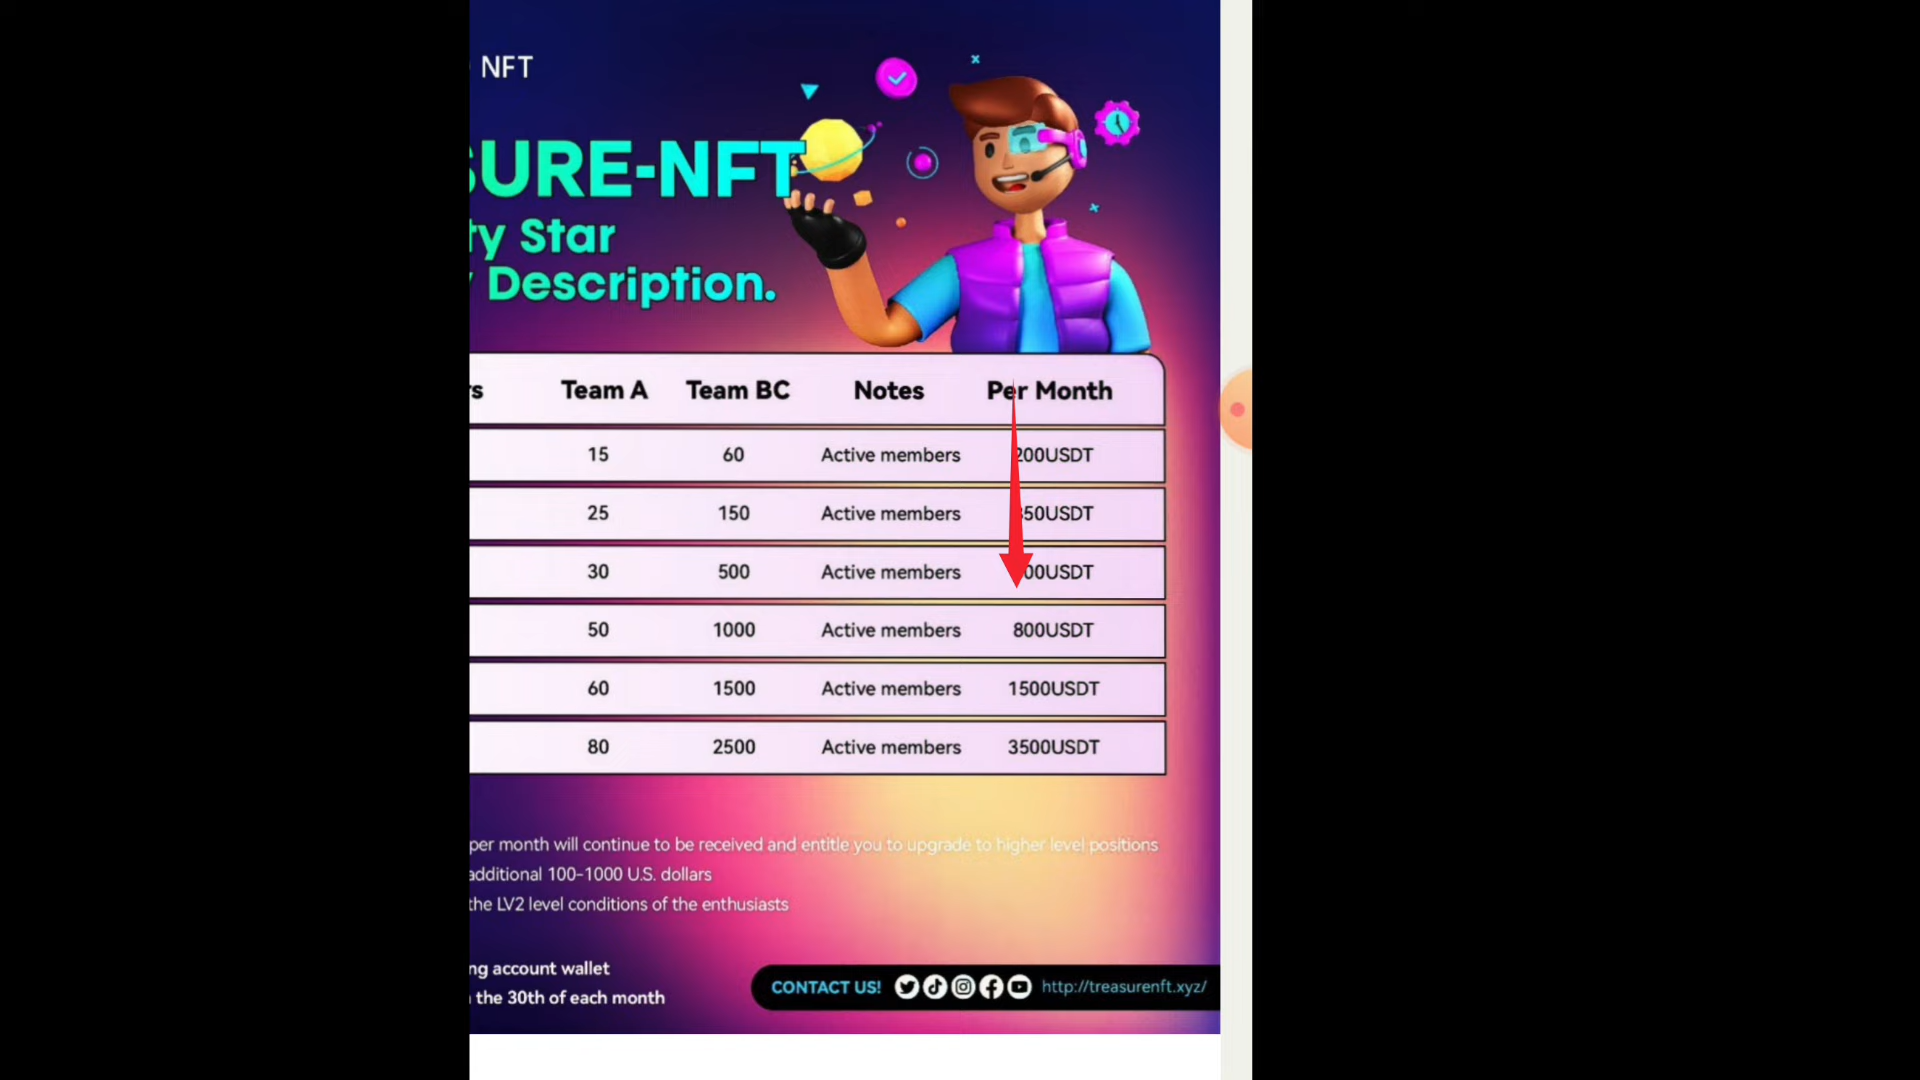 NFT
SURE-NFT
ty Star
Description.
rs Team A Team BC Notes Per Month
15 60 Active members 200USDT
25 150 Active members 350USDT
30 500 Active members 00USDT
50 1000 Active members 800USDT
60 1500 Active members 1500USDT
80 2500 Active members 3500USDT
per month will continue to be received and entitle you to upgrade to higher level positions
additional 100-1000 U.S. dollars
the LV2 level conditions of the enthusiasts
ng account wallet
the 30th of each month
CONTACT US! http://treasurenft.xyz/